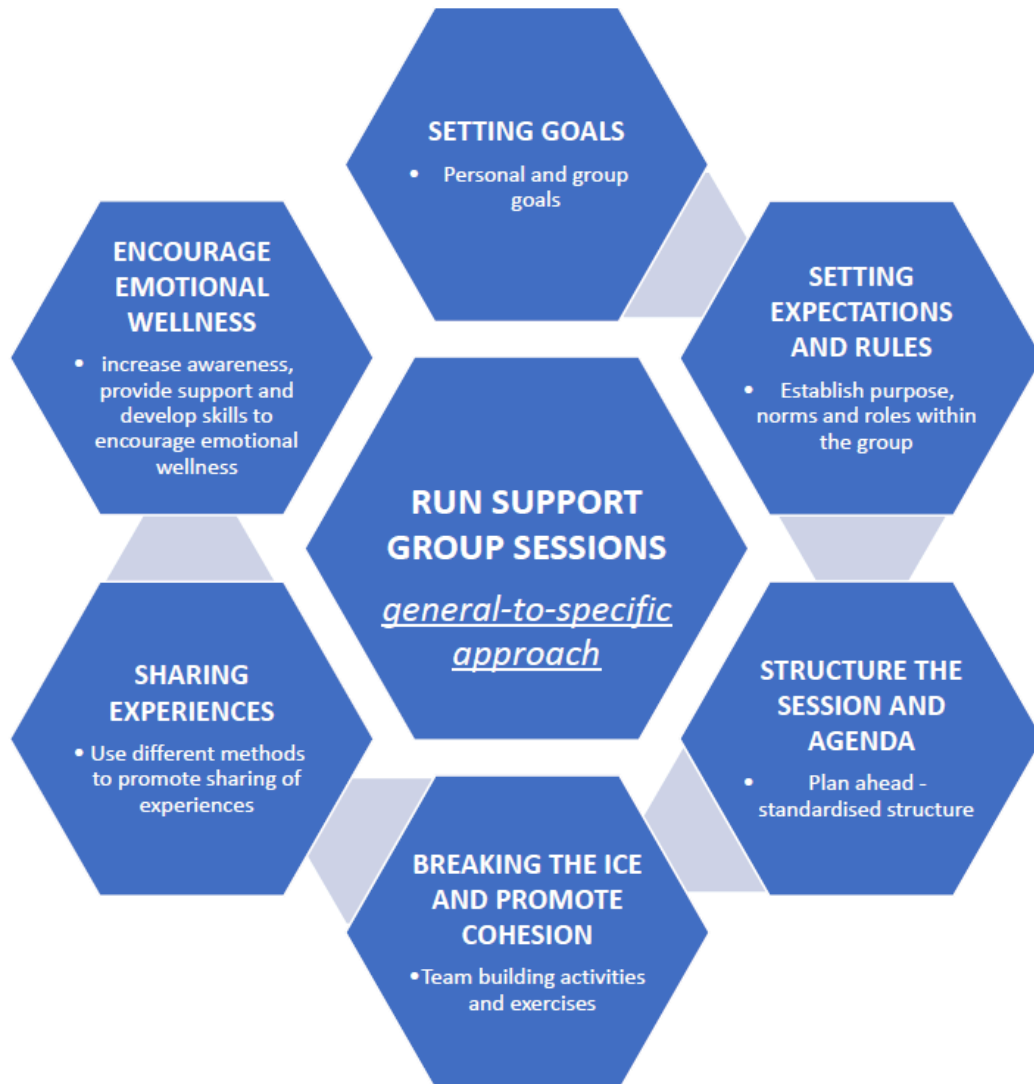 SETTING GOALS
• Personal and group
goals
SETTING
EXPECTATIONS
AND RULES
• Establish purpose,
norms and roles within
the group
STRUCTURE THE
SESSION AND
AGENDA
• Plan ahead -
standardised structure
BREAKING THE ICE
AND PROMOTE
COHESION
•Team building activities
and exercises
SHARING
EXPERIENCES
• Use different methods
to promote sharing of
experiences
ENCOURAGE
EMOTIONAL
WELLNESS
• increase awareness,
provide support and
develop skills to
encourage emotional
wellness
RUN SUPPORT
GROUP SESSIONS
general-to-specific
approach